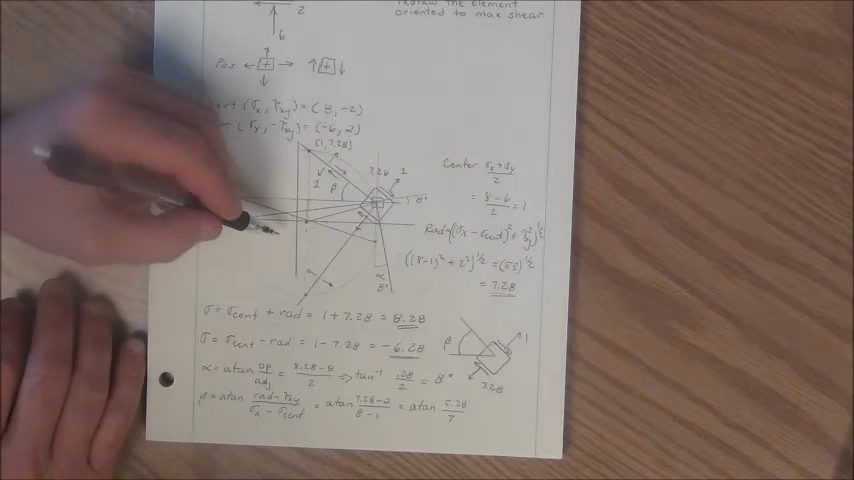 redraw the element
oriented to max shear
2
6
Pos
(σx, τxy) = (8, -2)
(σx, -τxy) = (-6, 2)
(1, 7.28)
7.28
1
1
β
8°
α
8°
Center σx + σy / 2
= 8-6 / 2 = 1
Rad = ((σx - σcent)² + τxy²)^1/2
((8-1)² + 2²)^1/2 = (53)^1/2
= 7.28
σ = σcent + rad = 1 + 7.28 = 8.28
σ = σcent - rad = 1 - 7.28 = -6.28
α = atan op/adj = 8.28-8 / 2 => tan⁻¹ .28/2 = 8°
β = atan rad - τxy / σx - σcent = atan 7.28-2 / 8-1 = atan 5.28/7
β
1
7.28